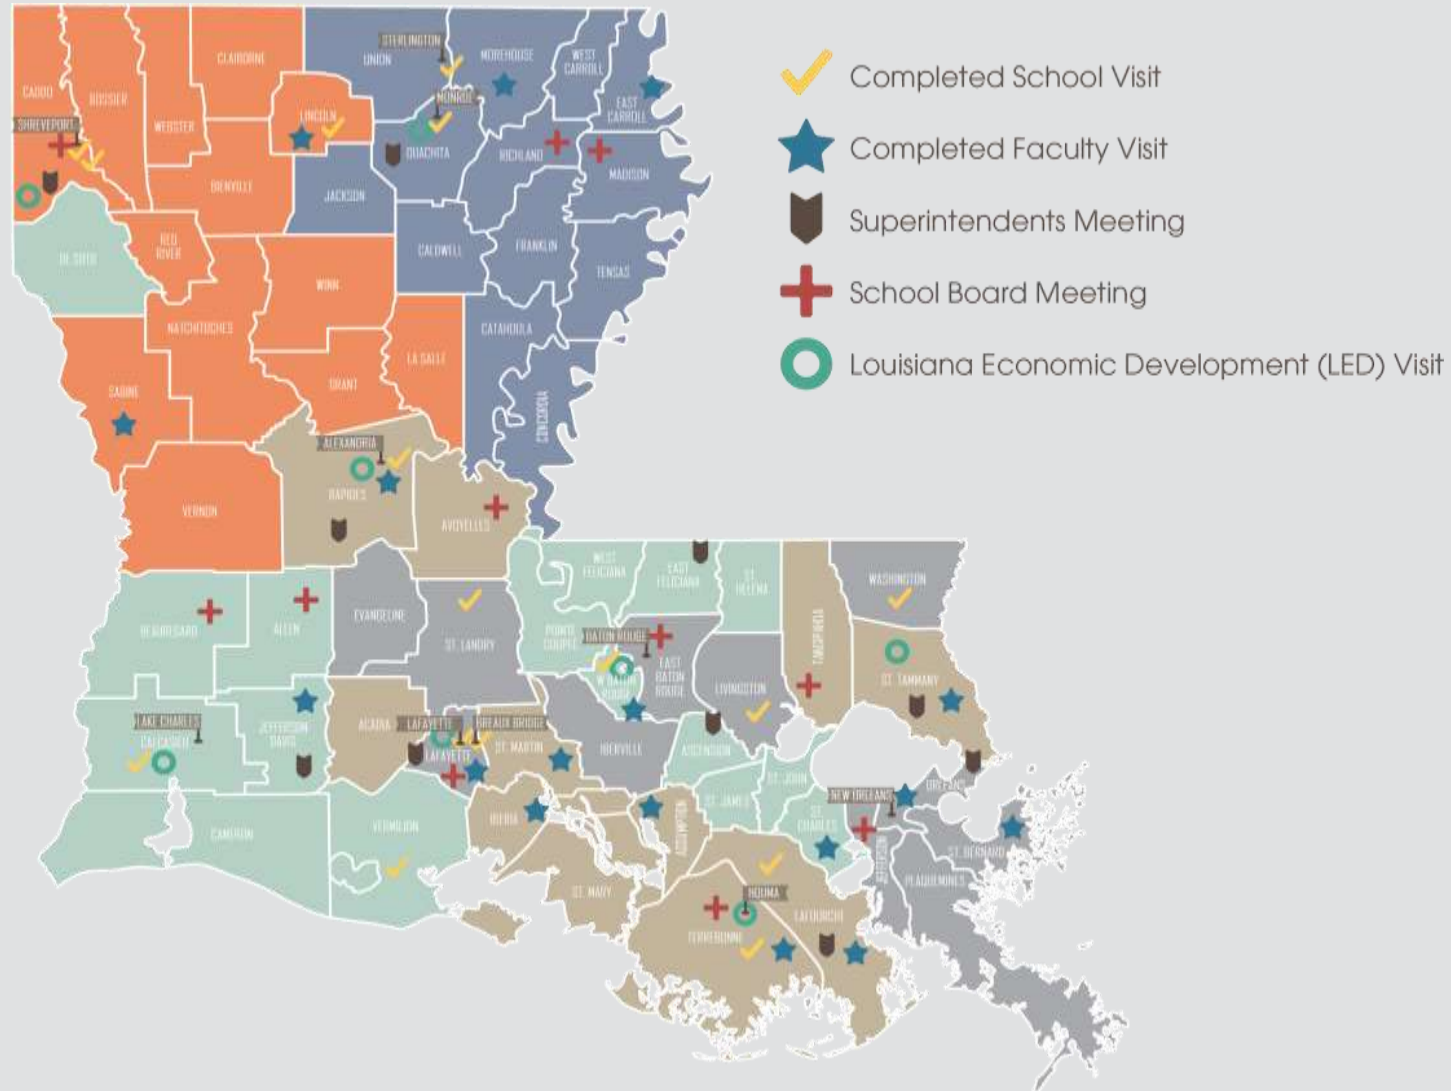 CLAIBORNE
UNION
STERLINGTON
MOREHOUSE
WEST
CARROLL
EAST
CARROLL
CADDO
BOSSIER
WEBSTER
LINCOLN
MONROE
SHREVEPORT
OUACHITA
RICHLAND
MADISON
BIENVILLE
JACKSON
DE SOTO
RED
RIVER
CALDWELL
FRANKLIN
TENSAS
WINN
NATCHITOCHES
CATAHOULA
LA SALLE
GRANT
SABINE
CONCORDIA
ALEXANDRIA
RAPIDES
VERNON
AVOYELLES
WEST
FELICIANA
EAST
FELICIANA
ST.
HELENA
WASHINGTON
BEAUREGARD
ALLEN
EVANGELINE
ST. LANDRY
POINTE
COUPEE
BATON ROUGE
TANGIPAHOA
EAST
BATON
ROUGE
W BATON
ROUGE
LIVINGSTON
ST. TAMMANY
LAKE CHARLES
CALCASIEU
JEFFERSON
DAVIS
ACADIA
LAFAYETTE
BREAUX BRIDGE
LAFAYETTE
ST. MARTIN
IBERVILLE
ASCENSION
ST. JOHN
ST. JAMES
ST.
CHARLES
NEW ORLEANS
ORLEANS
CAMERON
VERMILION
IBERIA
ASSUMPTION
ST. MARY
ST. BERNARD
JEFFERSON
PLAQUEMINES
HOUMA
LAFOURCHE
TERREBONNE
Completed School Visit
Completed Faculty Visit
Superintendents Meeting
School Board Meeting
Louisiana Economic Development (LED) Visit